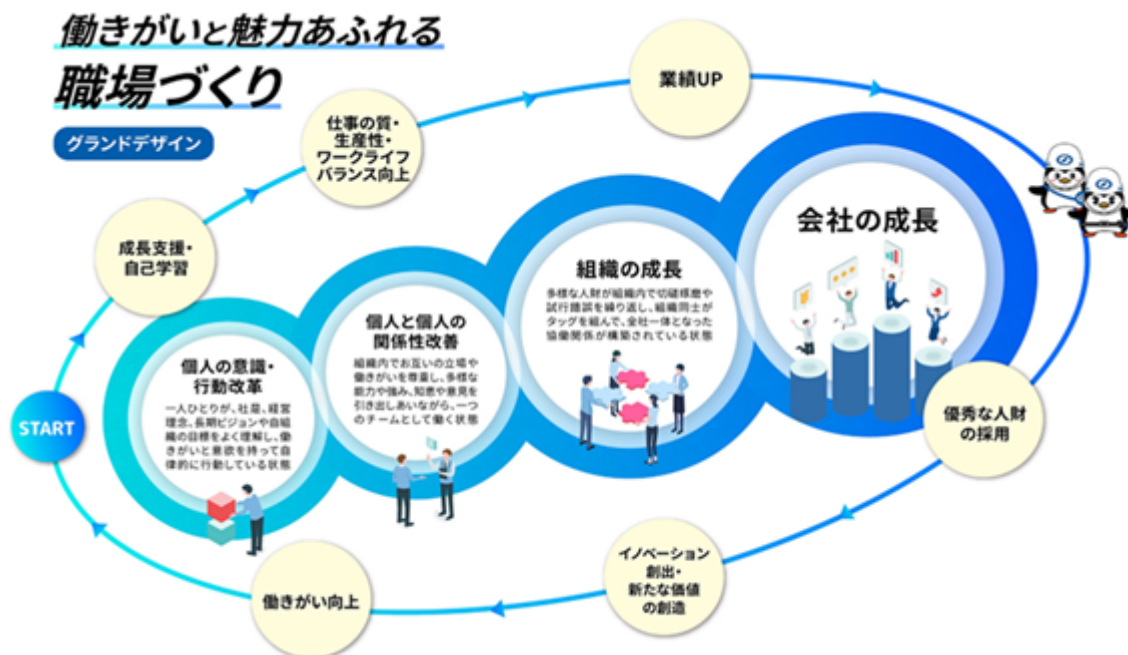 働きがいと魅力あふれる
職場づくり
グランドデザイン
START
成長支援・
自己学習
仕事の質・
生産性・
ワークライフ
バランス向上
業績UP
優秀な人財
の採用
イノベーション
創出・
新たな価値
の創造
働きがい向上
個人の意識・
行動改革
一人ひとりが、社是、経営
理念、長期ビジョンや自組
織の目標をよく理解し、働
きがいと意欲を持って自
律的に行動している状態
個人と個人の
関係性改善
組織内でお互いの立場や
働きがいを尊重し、多様な
能力や強み、知恵や意見を
引き出しあいながら、一つ
のチームとして働く状態
組織の成長
多様な人財が組織内で切磋琢磨や
試行錯誤を繰り返し、組織同士が
タッグを組んで、全社一体となった
協働関係が構築されている状態
会社の成長